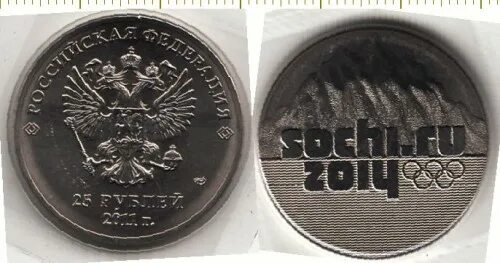 РОССИЙСКАЯ ФЕДЕРАЦИЯ
25 РУБЛЕЙ
2011 г.
sochi.ru
2014